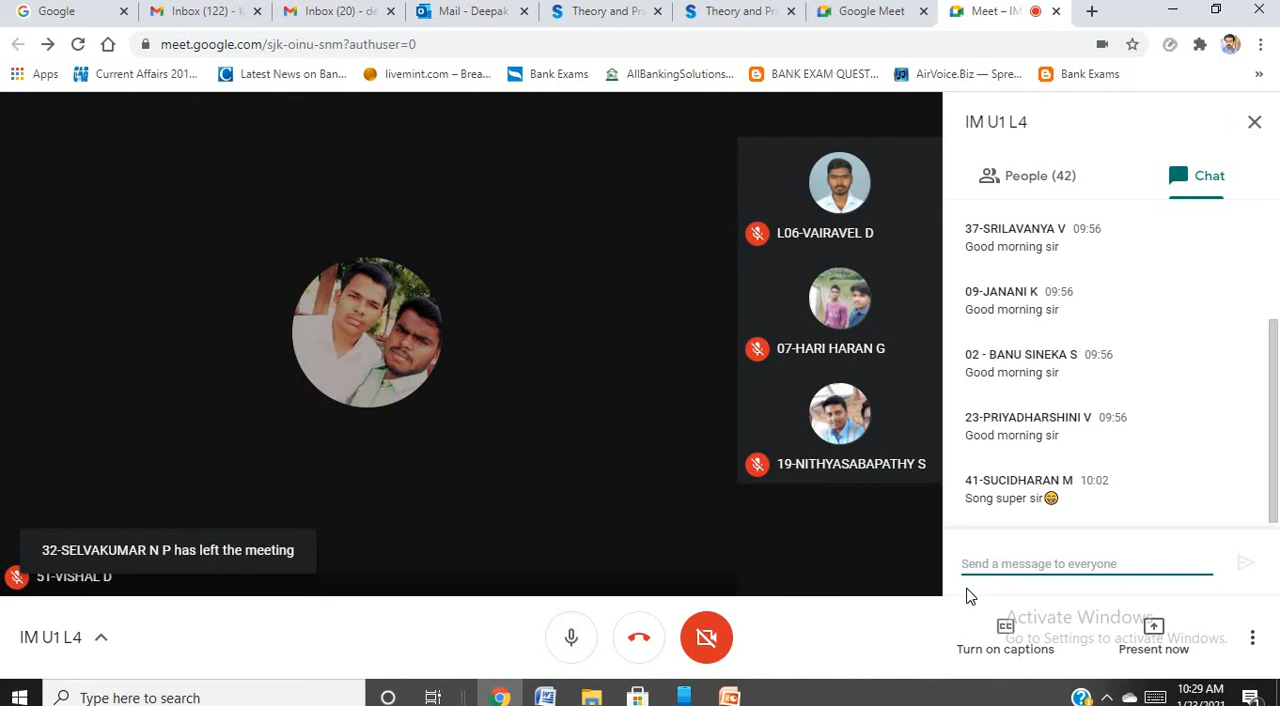 Google
Inbox (122) - k
Inbox (20) - de
Mail - Deepak
Theory and Pra
Theory and Pra
Google Meet
Meet – IM
meet.google.com/sjk-oinu-snm?authuser=0
Apps
Current Affairs 201...
Latest News on Ban...
livemint.com – Brea...
Bank Exams
AllBankingSolutions...
BANK EXAM QUEST...
AirVoice.Biz — Spre...
Bank Exams
»
L06-VAIRAVEL D
07-HARI HARAN G
19-NITHYASABAPATHY S
32-SELVAKUMAR N P has left the meeting
51-VISHAL D
IM U1 L4
People (42)
Chat
37-SRILAVANYA V 09:56
Good morning sir
09-JANANI K 09:56
Good morning sir
02 - BANU SINEKA S 09:56
Good morning sir
23-PRIYADHARSHINI V 09:56
Good morning sir
41-SUCIDHARAN M 10:02
Song super sir😁
Send a message to everyone
IM U1 L4
Activate Windows
Go to Settings to activate Windows.
Turn on captions
Present now
Type here to search
10:29 AM
1/23/2021